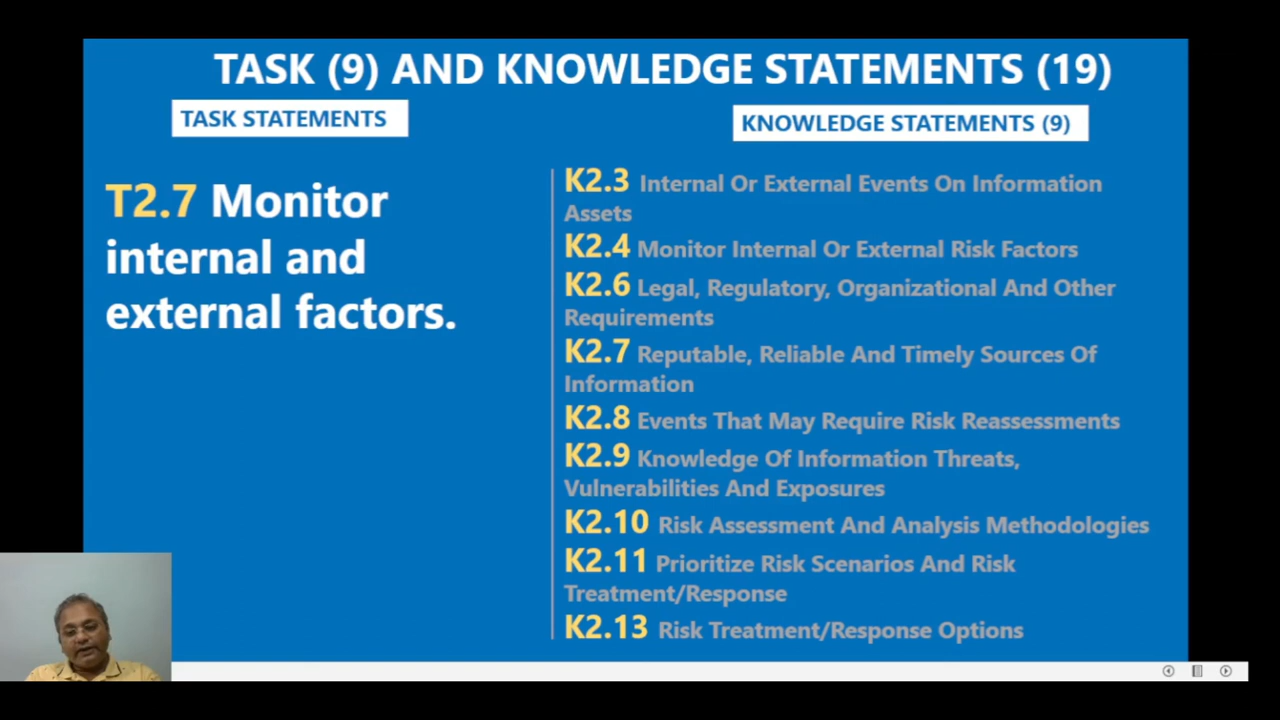 TASK (9) AND KNOWLEDGE STATEMENTS (19)
TASK STATEMENTS
KNOWLEDGE STATEMENTS (9)
T2.7 Monitor
internal and
external factors.
K2.3 Internal Or External Events On Information
Assets
K2.4 Monitor Internal Or External Risk Factors
K2.6 Legal, Regulatory, Organizational And Other
Requirements
K2.7 Reputable, Reliable And Timely Sources Of
Information
K2.8 Events That May Require Risk Reassessments
K2.9 Knowledge Of Information Threats,
Vulnerabilities And Exposures
K2.10 Risk Assessment And Analysis Methodologies
K2.11 Prioritize Risk Scenarios And Risk
Treatment/Response
K2.13 Risk Treatment/Response Options